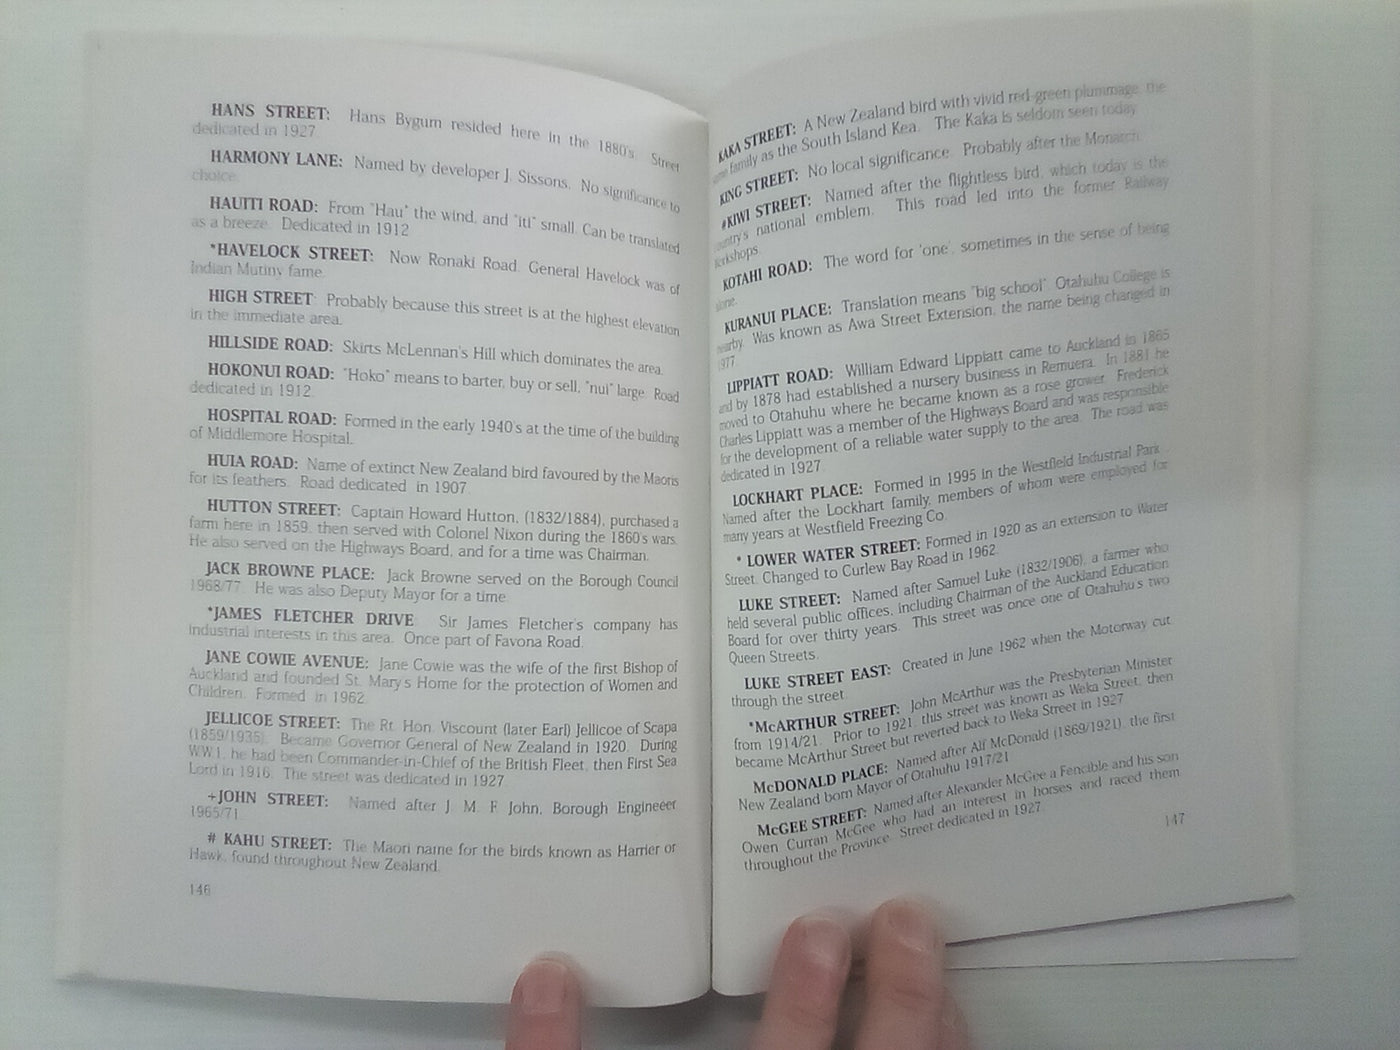 HANS STREET: Hans Bygum resided here in the 1880's. Street
dedicated in 1927.
HARMONY LANE: Named by developer J. Sissons. No significance to
choice.
HAUITI ROAD: From "Hau" the wind, and "iti" small. Can be translated
as a breeze. Dedicated in 1912
*HAVELOCK STREET: Now Ronaki Road. General Havelock was of
Indian Mutiny fame.
HIGH STREET: Probably because this street is at the highest elevation
in the immediate area.
HILLSIDE ROAD: Skirts McLennan's Hill which dominates the area.
HOKONUI ROAD: "Hoko" means to barter, buy or sell, "nui" large. Road
dedicated in 1912.
HOSPITAL ROAD: Formed in the early 1940's at the time of the building
of Middlemore Hospital.
HUIA ROAD: Name of extinct New Zealand bird favoured by the Maoris
for its feathers. Road dedicated in 1907.
HUTTON STREET: Captain Howard Hutton, (1832/1884), purchased a
farm here in 1859, then served with Colonel Nixon during the 1860's wars.
He also served on the Highways Board, and for a time was Chairman.
JACK BROWNE PLACE: Jack Browne served on the Borough Council
1968/77. He was also Deputy Mayor for a time.
*JAMES FLETCHER DRIVE Sir James Fletcher's company has
industrial interests in this area. Once part of Favona Road.
JANE COWIE AVENUE: Jane Cowie was the wife of the first Bishop of
Auckland and founded St. Mary's Home for the protection of Women and
Children. Formed in 1962.
JELLICOE STREET: The Rt. Hon. Viscount (later Earl) Jellicoe of Scapa
(1859/1935). Became Governor General of New Zealand in 1920. During
WW1, he had been Commander-in-Chief of the British Fleet, then First Sea
Lord in 1916. The street was dedicated in 1927.
+JOHN STREET: Named after J. M. F. John, Borough Engineeer
1965/71.
# KAHU STREET: The Maori name for the birds known as Harrier or
Hawk, found throughout New Zealand.
146
KAKA STREET: A New Zealand bird with vivid red-green plummage, the
same family as the South Island Kea. The Kaka is seldom seen today.
KING STREET: No local significance. Probably after the Monarch.
#KIWI STREET: Named after the flightless bird, which today is the
country's national emblem. This road led into the former Railway
Workshops.
KOTAHI ROAD: The word for 'one', sometimes in the sense of being
alone.
KURANUI PLACE: Translation means "big school". Otahuhu College is
nearby. Was known as Awa Street Extension, the name being changed in
1977.
LIPPIATT ROAD: William Edward Lippiatt came to Auckland in 1865
and by 1878 had established a nursery business in Remuera. In 1881 he
moved to Otahuhu where he became known as a rose grower. Frederick
Charles Lippiatt was a member of the Highways Board and was responsible
for the development of a reliable water supply to the area. The road was
dedicated in 1927.
LOCKHART PLACE: Formed in 1995 in the Westfield Industrial Park.
Named after the Lockhart family, members of whom were employed for
many years at Westfield Freezing Co.
* LOWER WATER STREET: Formed in 1920 as an extension to Water
Street. Changed to Curlew Bay Road in 1962.
LUKE STREET: Named after Samuel Luke (1832/1906), a farmer who
held several public offices, including Chairman of the Auckland Education
Board for over thirty years. This street was once one of Otahuhu's two
Queen Streets.
LUKE STREET EAST: Created in June 1962 when the Motorway cut
through the street.
*McARTHUR STREET: John McArthur was the Presbyterian Minister
from 1914/21. Prior to 1921, this street was known as Weka Street, then
became McArthur Street but reverted back to Weka Street in 1927
McDONALD PLACE: Named after Alf McDonald (1869/1921), the first
New Zealand born Mayor of Otahuhu 1917/21
McGEE STREET: Named after Alexander McGee a Fencible and his son
Owen Curran McGee who had an interest in horses and raced them
throughout the Province. Street dedicated in 1927.
147